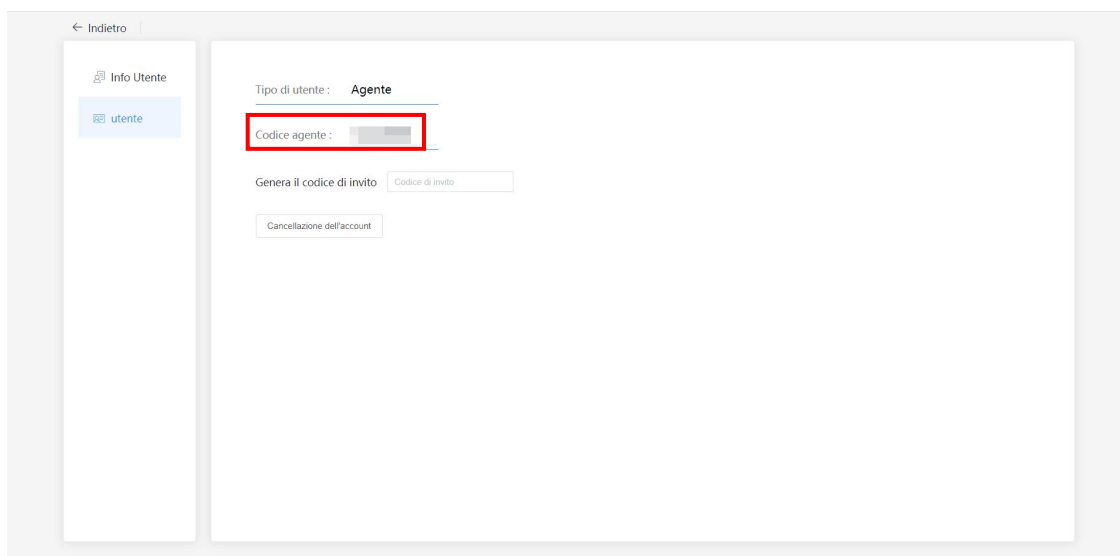 Indietro
Info Utente
utente
Tipo di utente : Agente
Codice agente :
Genera il codice di invito Codice di invito
Cancellazione dell'account